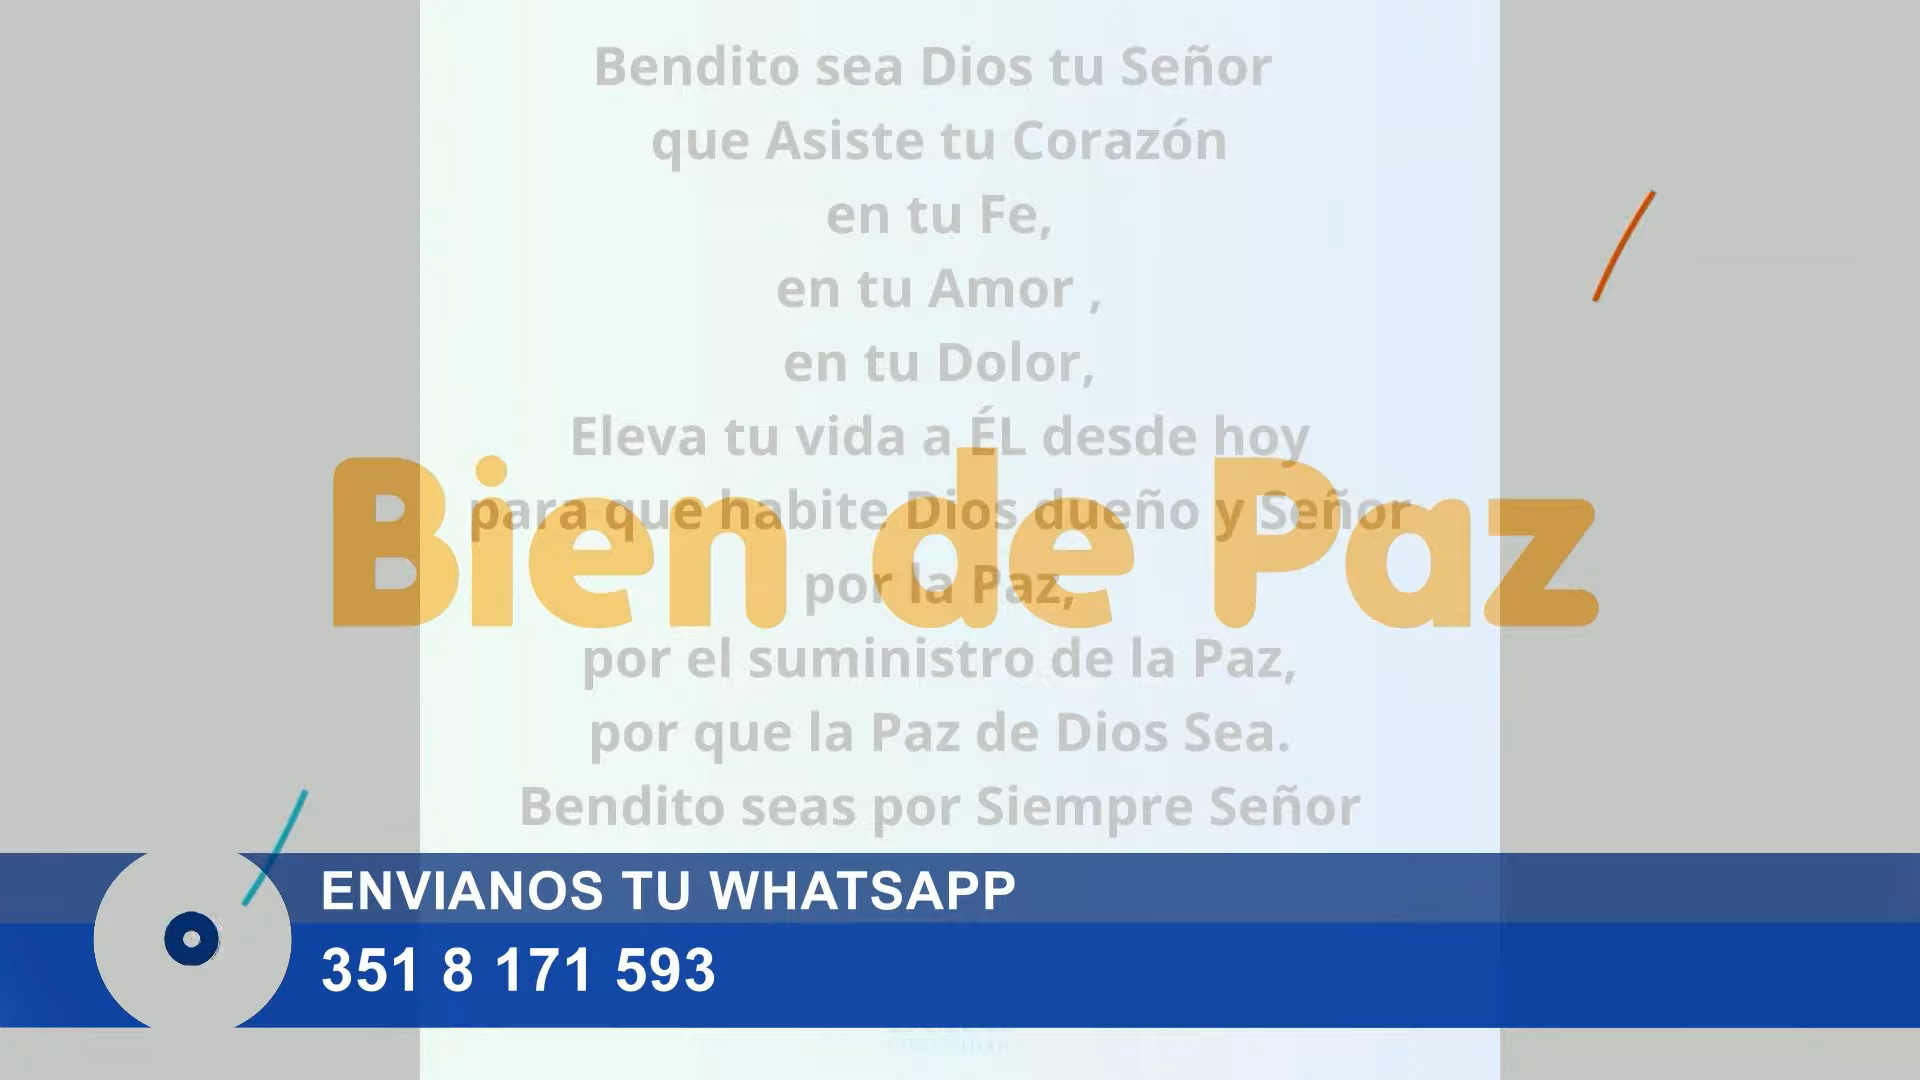 Bendito sea Dios tu Señor
que Asiste tu Corazón
en tu Fe,
en tu Amor ,
en tu Dolor,
Eleva tu vida a ÉL desde hoy
para que habite Dios dueño y Señor
Bien de Paz
por la Paz,
por el suministro de la Paz,
por que la Paz de Dios Sea.
Bendito seas por Siempre Señor
ENVIANOS TU WHATSAPP
351 8 171 593